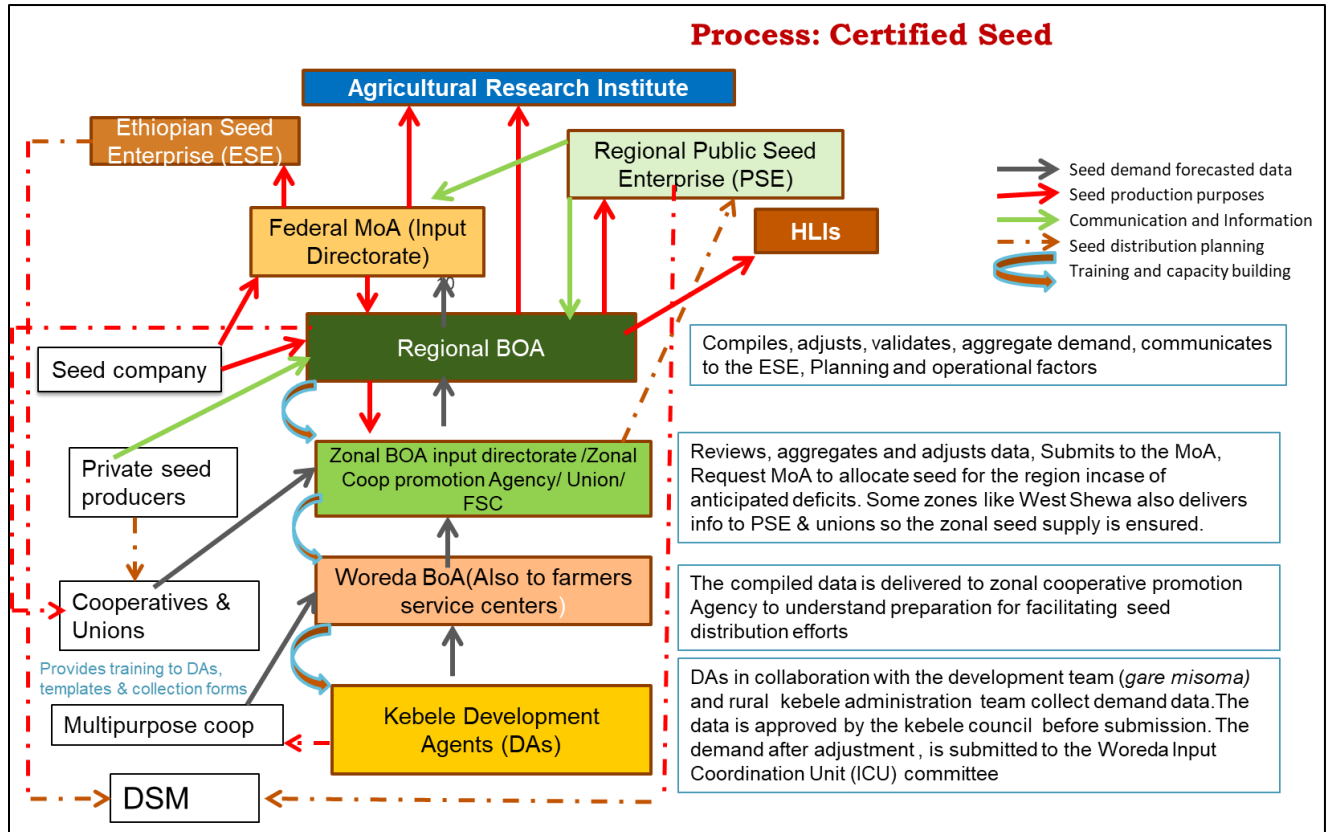 Process: Certified Seed
Agricultural Research Institute
Ethiopian Seed
Enterprise (ESE)
Regional Public Seed
Enterprise (PSE)
Seed demand forecasted data
Seed production purposes
Communication and Information
Seed distribution planning
Training and capacity building
Federal MoA (Input
Directorate)
HLIs
10
Regional BOA
Seed company
Compiles, adjusts, validates, aggregate demand, communicates
to the ESE, Planning and operational factors
Private seed
producers
Zonal BOA input directorate /Zonal
Coop promotion Agency/ Union/
FSC
Reviews, aggregates and adjusts data, Submits to the MoA,
Request MoA to allocate seed for the region incase of
anticipated deficits. Some zones like West Shewa also delivers
info to PSE & unions so the zonal seed supply is ensured.
Cooperatives &
Unions
Woreda BoA(Also to farmers
service centers)
The compiled data is delivered to zonal cooperative promotion
Agency to understand preparation for facilitating seed
distribution efforts
Provides training to DAs,
templates & collection forms
Multipurpose coop
Kebele Development
Agents (DAs)
DAs in collaboration with the development team (gare misoma)
and rural kebele administration team collect demand data.The
data is approved by the kebele council before submission. The
demand after adjustment , is submitted to the Woreda Input
Coordination Unit (ICU) committee
DSM